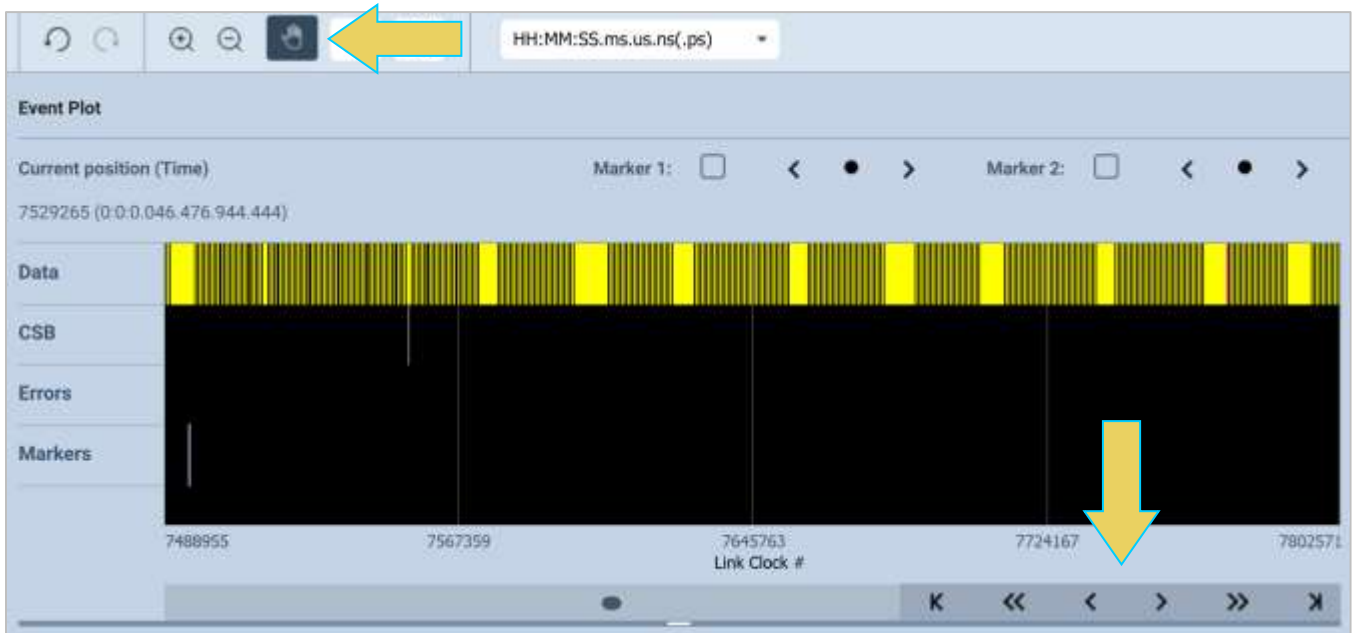 HH:MM:SS.ms.us.ns(.ps)
Event Plot
Current position (Time)
Marker 1:
Marker 2:
7529265 (0:0:0.046.476.944.444)
Data
CSB
Errors
Markers
7488955 7567359 7645763 7724167 7802571
Link Clock #